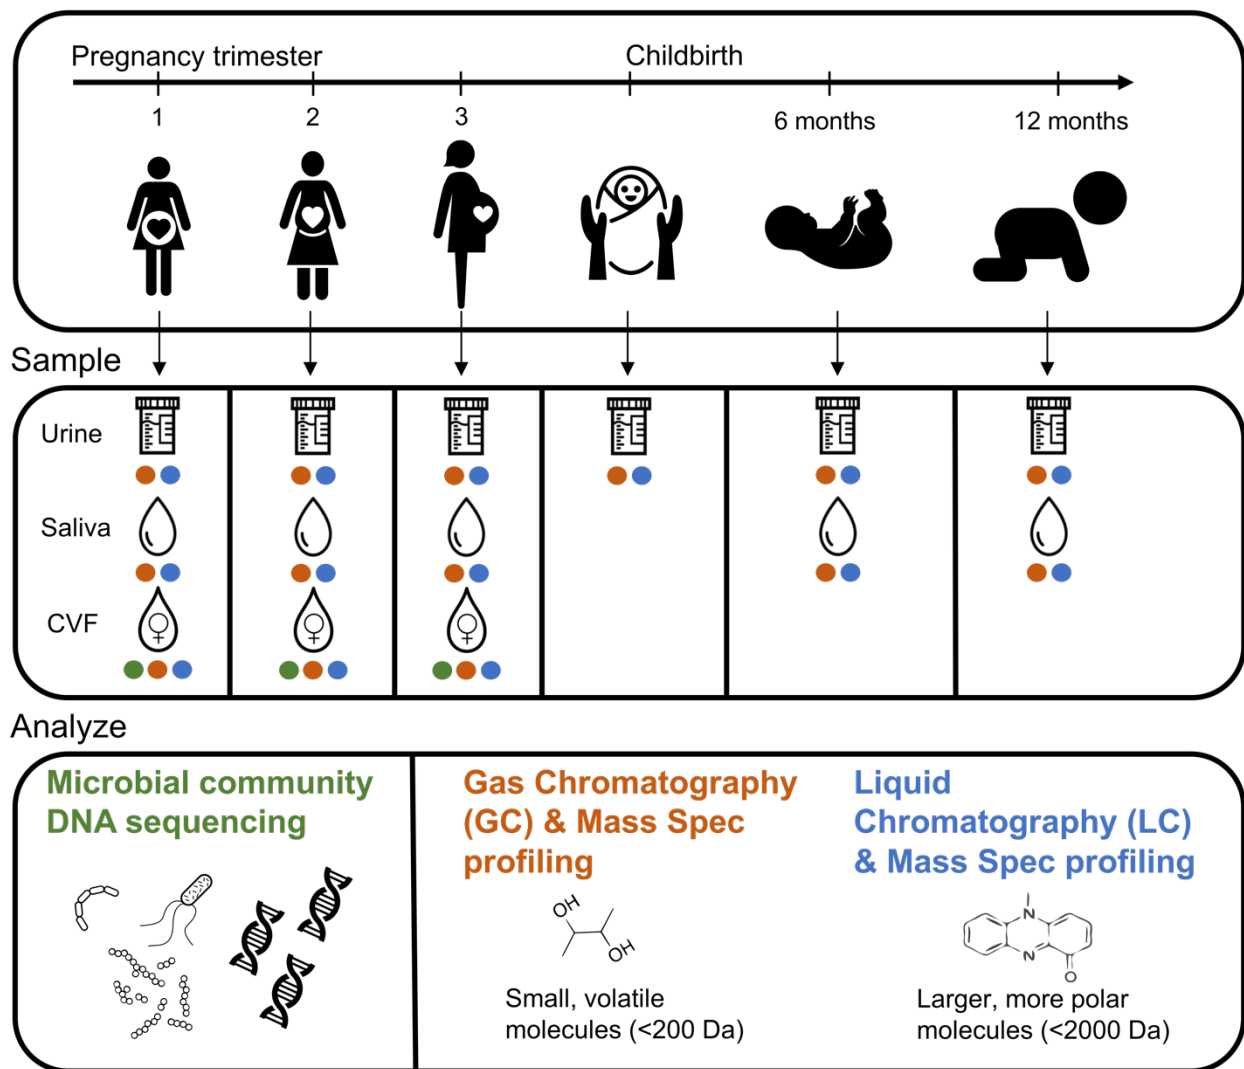 Pregnancy trimester
Childbirth
1
2
3
6 months
12 months
Sample
Urine
Saliva
CVF
Analyze
Microbial community
DNA sequencing
Gas Chromatography
(GC) & Mass Spec
profiling
OH
OH
Small, volatile
molecules (<200 Da)
Liquid
Chromatography (LC)
& Mass Spec profiling
N
N
O
Larger, more polar
molecules (<2000 Da)